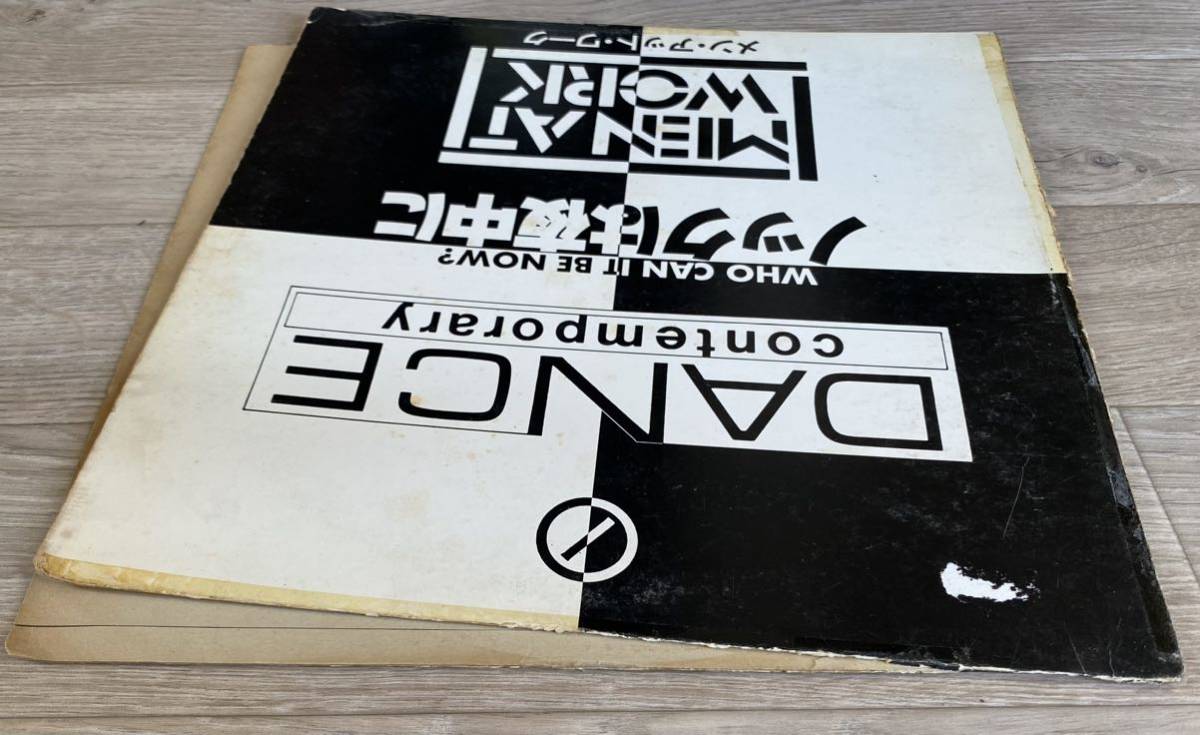 DANCE
contemporary
WHO CAN IT BE NOW?
ノックは夜中に
MEN AT
WORK
メン・アット・ワーク